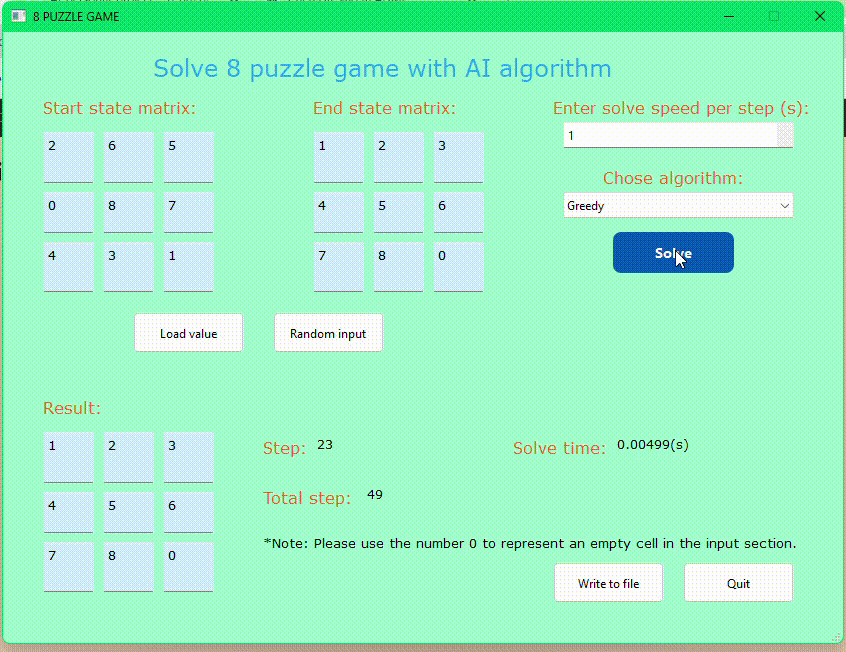 8 PUZZLE GAME
Solve 8 puzzle game with AI algorithm
Start state matrix:
2 6 5
0 8 7
4 3 1
End state matrix:
1 2 3
4 5 6
7 8 0
Enter solve speed per step (s):
1
Chose algorithm:
Greedy
Solve
Load value
Random input
Result:
1 2 3
4 5 6
7 8 0
Step: 23
Solve time: 0.00499(s)
Total step: 49
*Note: Please use the number 0 to represent an empty cell in the input section.
Write to file
Quit